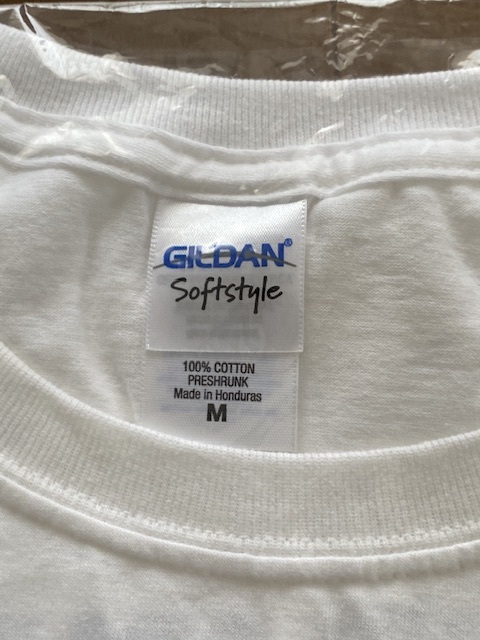 GILDAN®
Softstyle
100% COTTON
PRESHRUNK
Made in Honduras
M